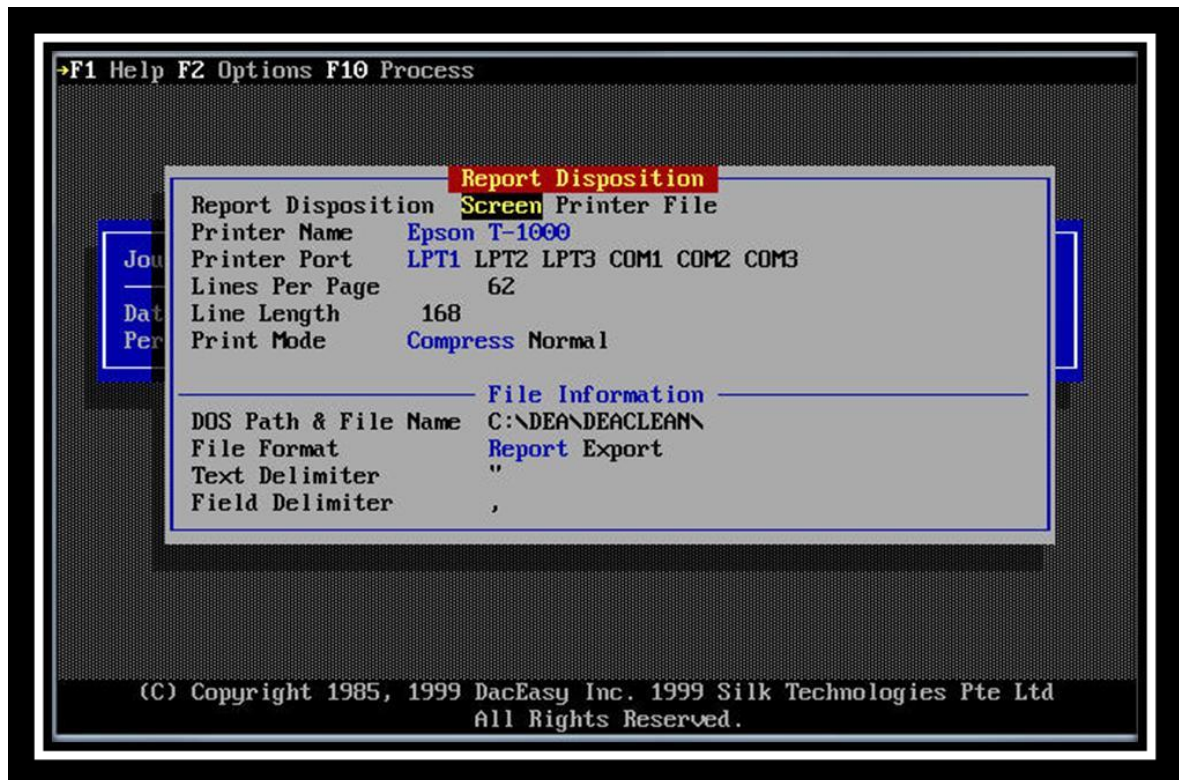 →F1 Help F2 Options F10 Process
Report Disposition
Report Disposition Screen Printer File
Printer Name Epson T-1000
Jou
Printer Port LPT1 LPT2 LPT3 COM1 COM2 COM3
Lines Per Page 62
Dat
Line Length 168
Per
Print Mode Compress Normal
File Information
DOS Path & File Name C:\DEA\DEACLEAN\
File Format Report Export
Text Delimiter "
Field Delimiter ,
(C) Copyright 1985, 1999 DacEasy Inc. 1999 Silk Technologies Pte Ltd
All Rights Reserved.